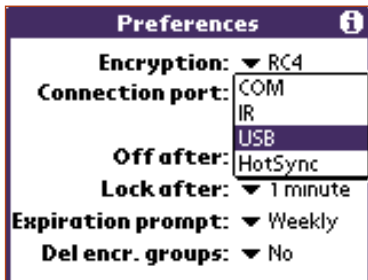 Preferences i
Encryption: RC4
Connection port: COM
IR
USB
Off after: HotSync
Lock after: 1 minute
Expiration prompt: Weekly
Del encr. groups: No